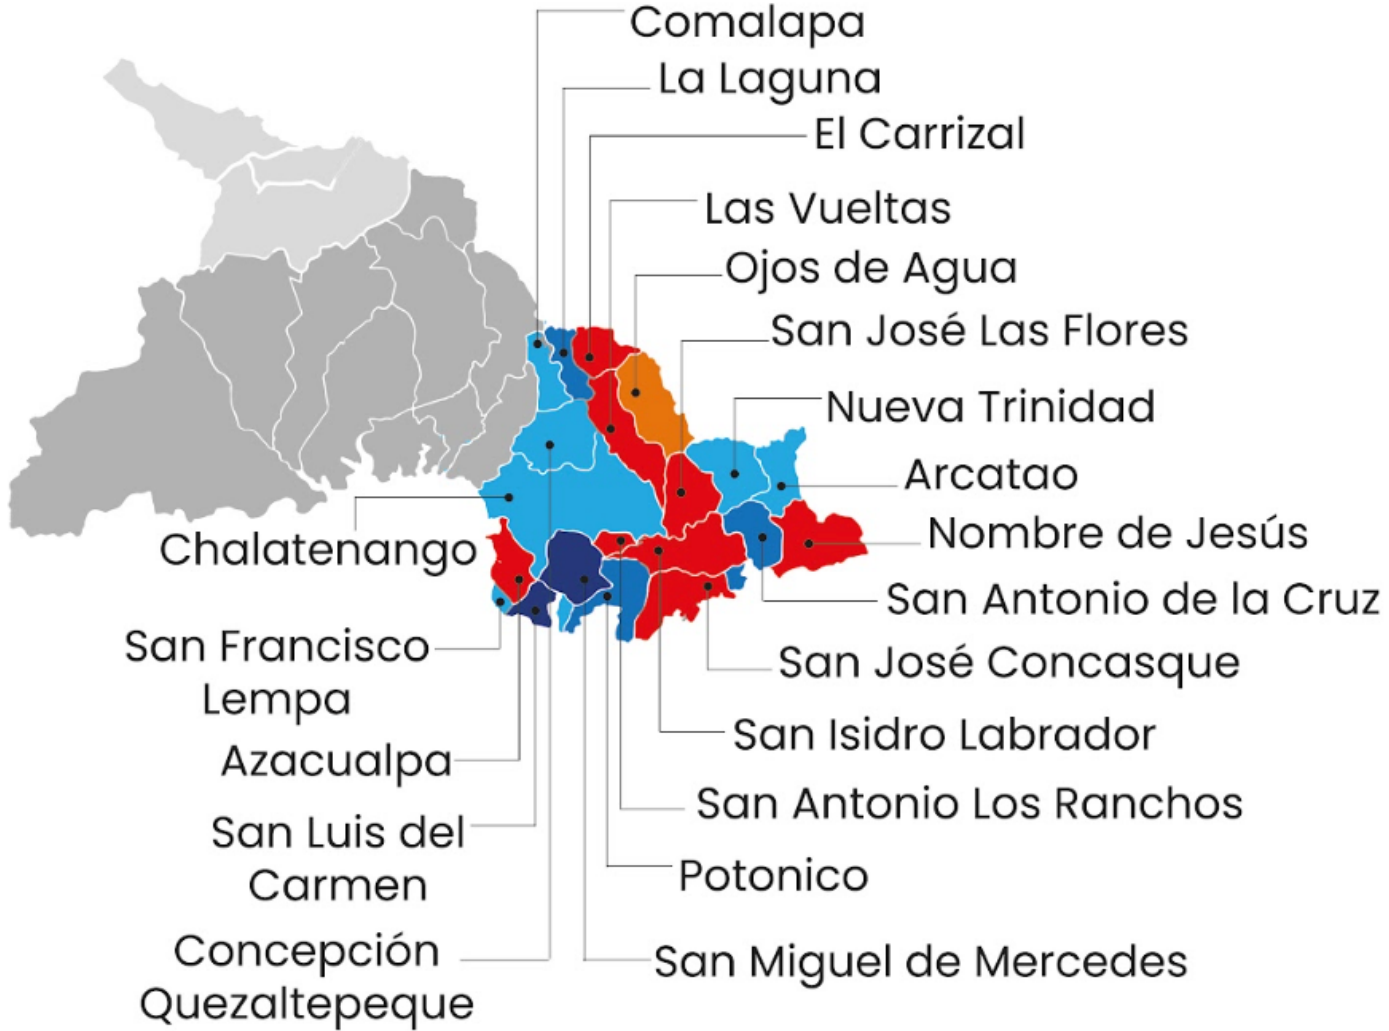 Comalapa
La Laguna
El Carrizal
Las Vueltas
Ojos de Agua
San José Las Flores
Nueva Trinidad
Arcatao
Nombre de Jesús
Chalatenango
San Antonio de la Cruz
San Francisco
Lempa
San José Concasque
San Isidro Labrador
Azacualpa
San Antonio Los Ranchos
San Luis del
Carmen
Potonico
Concepción
Quezaltepeque
San Miguel de Mercedes